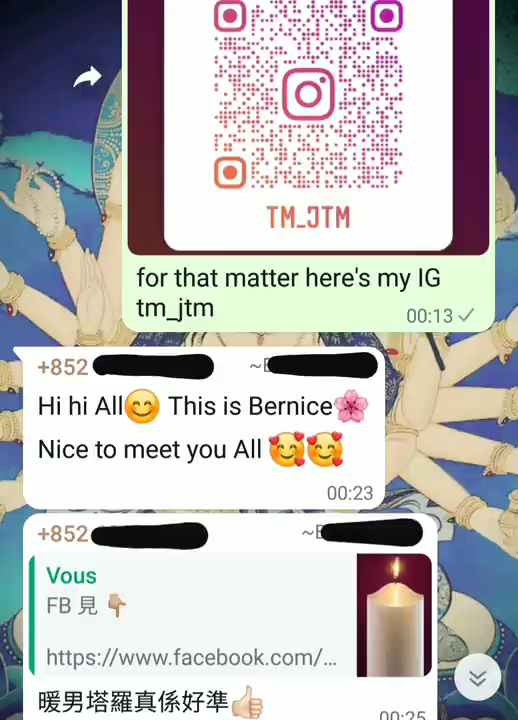 TM_JTM
for that matter here's my IG
tm_jtm
00:13
+852
~
Hi hi All😊 This is Bernice🌸
Nice to meet you All 🥰🥰
00:23
+852
~
Vous
FB 見 👇🏼
https://www.facebook.com/...
暖男塔羅真係好準👍🏼
00:25